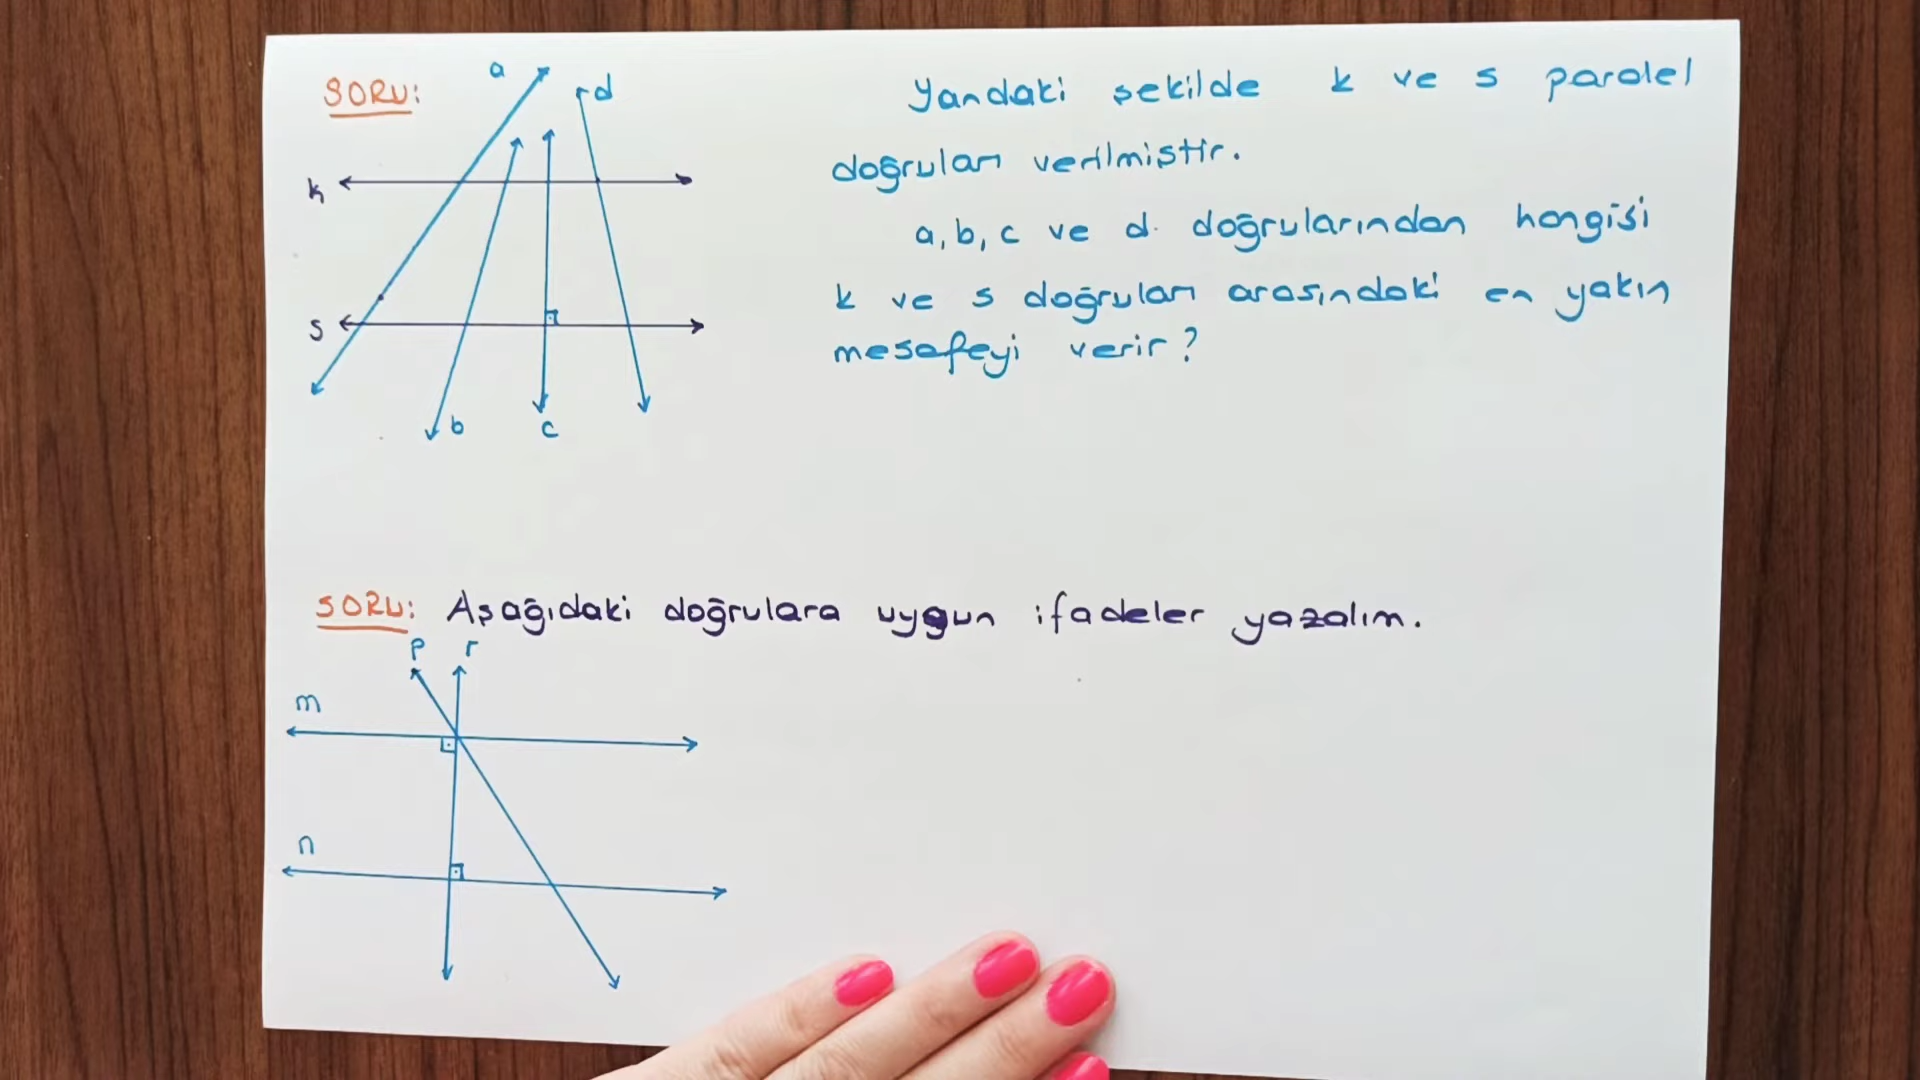 SORU:
a
d
k
s
b
c
Yandaki şekilde k ve s paralel
doğruları verilmiştir.
a, b, c ve d doğrularından hangisi
k ve s doğruları arasındaki en yakın
mesafeyi verir?
SORU: Aşağıdaki doğrulara uygun ifadeler yazalım.
p r
m
n